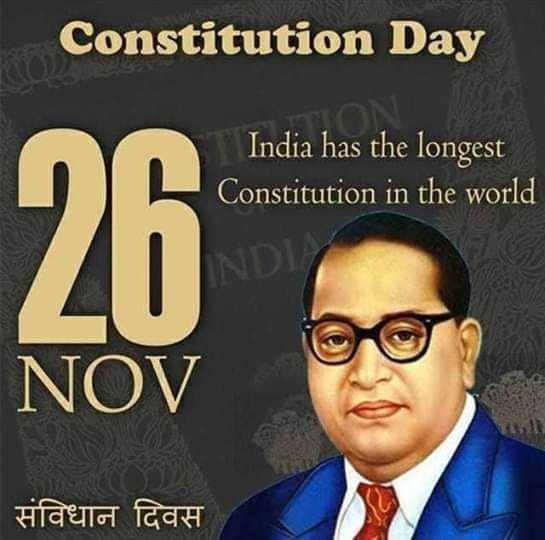 Constitution Day
26
NOV
India has the longest
Constitution in the world
संविधान दिवस